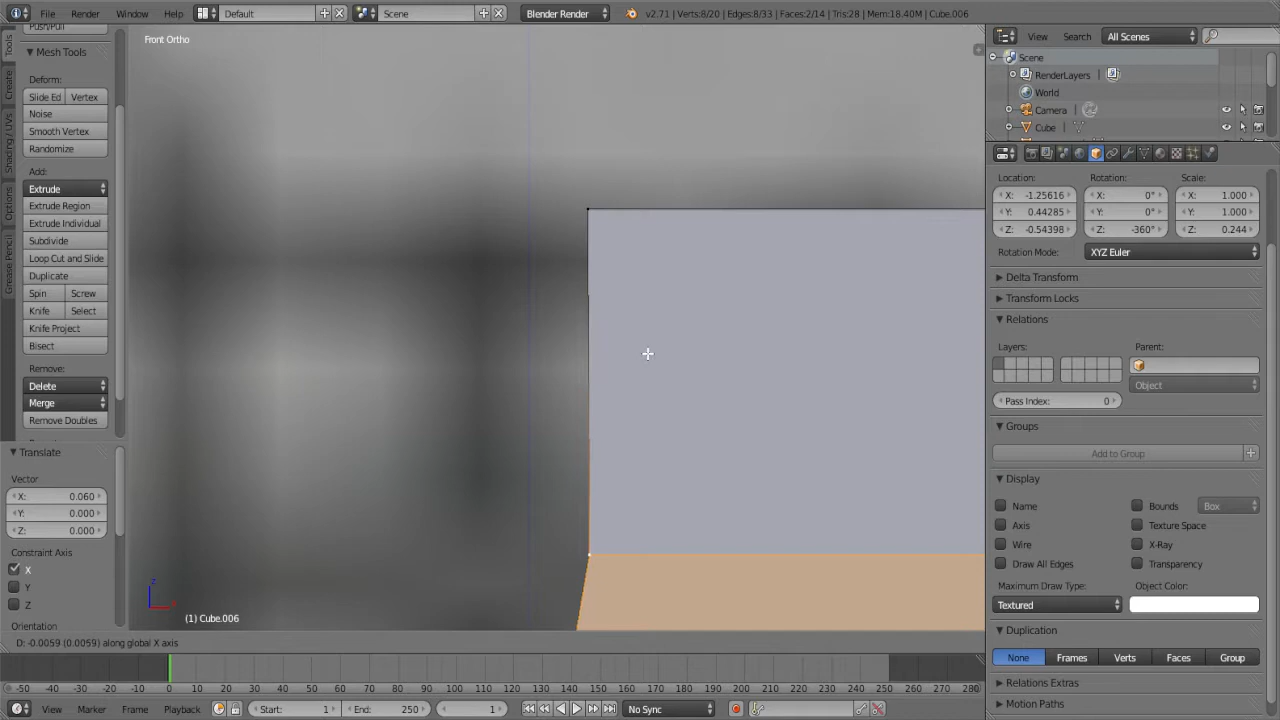 File Render Window Help Default Scene Blender Render v2.71 | Verts:8/20 | Edges:8/33 | Faces:2/14 | Tris:28 | Mem:18.40M | Cube.006
View Search All Scenes
Front Ortho
Mesh Tools
Deform:
Slide Ed Vertex
Noise
Smooth Vertex
Randomize
Add:
Extrude
Extrude Region
Extrude Individual
Subdivide
Loop Cut and Slide
Duplicate
Spin Screw
Knife Select
Knife Project
Bisect
Remove:
Delete
Merge
Remove Doubles
Tools
Create
Shading / UVs
Options
Grease Pencil
Translate
Vector
X: 0.060
Y: 0.000
Z: 0.000
Constraint Axis
X
Y
Z
Orientation
z
(1) Cube.006
D: -0.0059 (0.0059) along global X axis
Scene
RenderLayers
World
Camera
Cube
Location: Rotation: Scale:
X: -1.25616 X: 0° X: 1.000
Y: 0.44285 Y: 0° Y: 1.000
Z: -0.54398 Z: -360° Z: 0.244
Rotation Mode: XYZ Euler
Delta Transform
Transform Locks
Relations
Layers: Parent:
Object
Pass Index: 0
Groups
Add to Group
Display
Name Bounds Box
Axis Texture Space
Wire X-Ray
Draw All Edges Transparency
Maximum Draw Type: Object Color:
Textured
Duplication
None Frames Verts Faces Group
Relations Extras
Motion Paths
-50 -40 -30 -20 -10 0 10 20 30 40 50 60 70 80 90 100 110 120 130 140 150 160 170 180 190 200 210 220 230 240 250 260 270 280
View Marker Frame Playback Start: 1 End: 250 1 No Sync